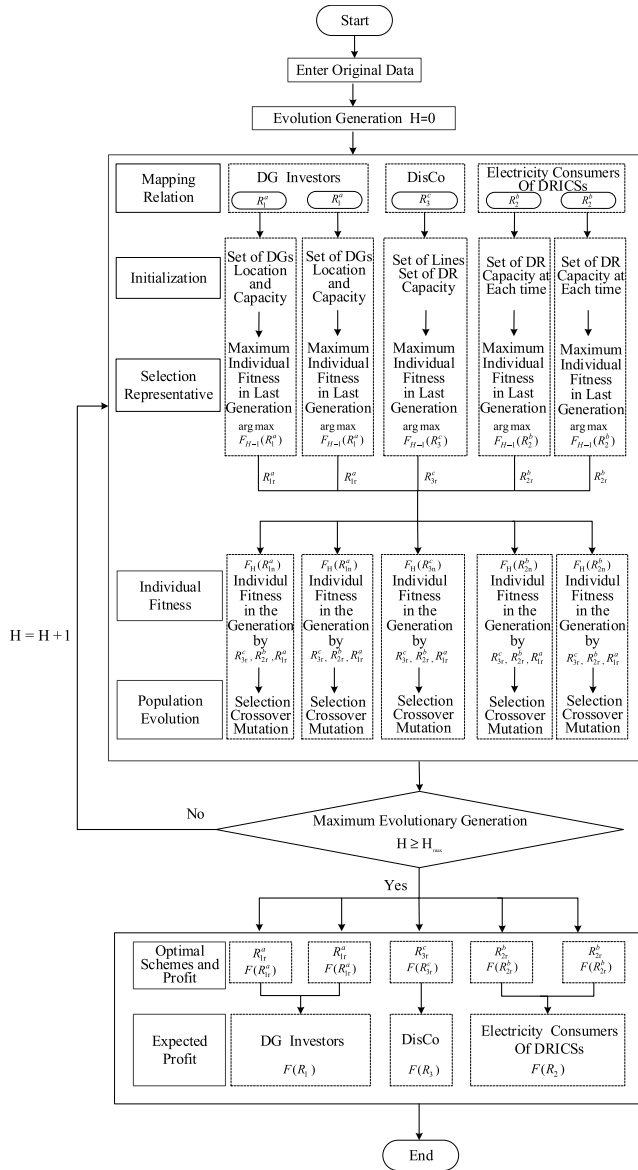 Start
Enter Original Data
Evolution Generation H=0
Mapping
Relation
DG Investors
R_1^a
R_1^a
DisCo
R_3^c
Electricity Consumers
Of DRICSs
R_2^b
R_2^b
Initialization
Set of DGs
Location
and
Capacity
Set of DGs
Location
and
Capacity
Set of Lines
Set of DR
Capacity
Set of DR
Capacity at
Each time
Set of DR
Capacity at
Each time
Selection
Representative
Maximum
Individual
Fitness
in Last
Generation
arg max
F_{H-1}(R_1^a)
Maximum
Individual
Fitness
in Last
Generation
arg max
F_{H-1}(R_1^a)
Maximum
Individual
Fitness
in Last
Generation
arg max
F_{H-1}(R_3^c)
Maximum
Individual
Fitness
in Last
Generation
arg max
F_{H-1}(R_2^b)
Maximum
Individual
Fitness
in Last
Generation
arg max
F_{H-1}(R_2^b)
R_{1r}^a
R_{1r}^a
R_{3r}^c
R_{2r}^b
R_{2r}^b
H = H +1
Individual
Fitness
F_H(R_{1n}^a)
Individul
Fitness
in the
Generation
by
R_{3r}^c, R_{2r}^b, R_{1r}^a
F_H(R_{1n}^a)
Individul
Fitness
in the
Generation
by
R_{3r}^c, R_{2r}^b, R_{1r}^a
F_H(R_{3n}^c)
Individul
Fitness
in the
Generation
by
R_{3r}^c, R_{2r}^b, R_{1r}^a
F_H(R_{2n}^b)
Individul
Fitness
in the
Generation
by
R_{3r}^c, R_{2r}^b, R_{1r}^a
F_H(R_{2n}^b)
Individul
Fitness
in the
Generation
by
R_{3r}^c, R_{2r}^b, R_{1r}^a
Population
Evolution
Selection
Crossover
Mutation
Selection
Crossover
Mutation
Selection
Crossover
Mutation
Selection
Crossover
Mutation
Selection
Crossover
Mutation
No
Maximum Evolutionary Generation
H ≥ H_{max}
Yes
Optimal
Schemes and
Profit
R_{1r}^a
F(R_{1r}^a)
R_{1r}^a
F(R_{1r}^a)
R_{3r}^c
F(R_{3r}^c)
R_{2r}^b
F(R_{2r}^b)
R_{2r}^b
F(R_{2r}^b)
Expected
Profit
DG Investors
F(R_1)
DisCo
F(R_3)
Electricity Consumers
Of DRICSs
F(R_2)
End